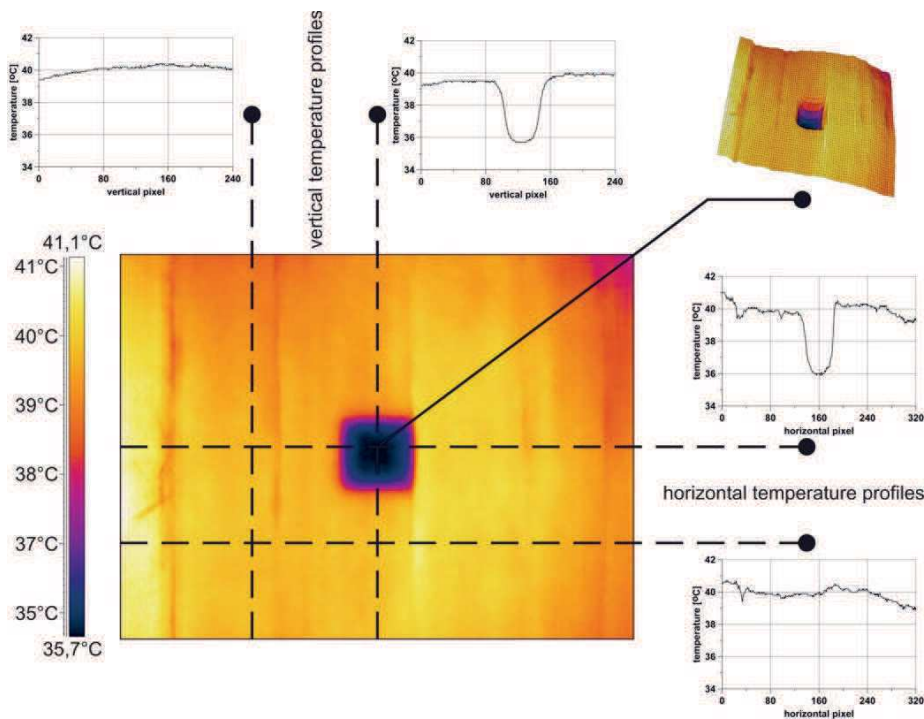 42
40
38
36
34
temperature [ºC]
0
80
160
240
vertical pixel
vertical temperature profiles
42
40
38
36
34
temperature [ºC]
0
80
160
240
vertical pixel
41,1°C
41°C
40°C
39°C
38°C
37°C
35°C
35,7°C
42
40
38
36
34
temperature [ºC]
0
80
160
240
320
horizontal pixel
horizontal temperature profiles
42
40
38
36
34
temperature [ºC]
0
80
160
240
320
horizontal pixel